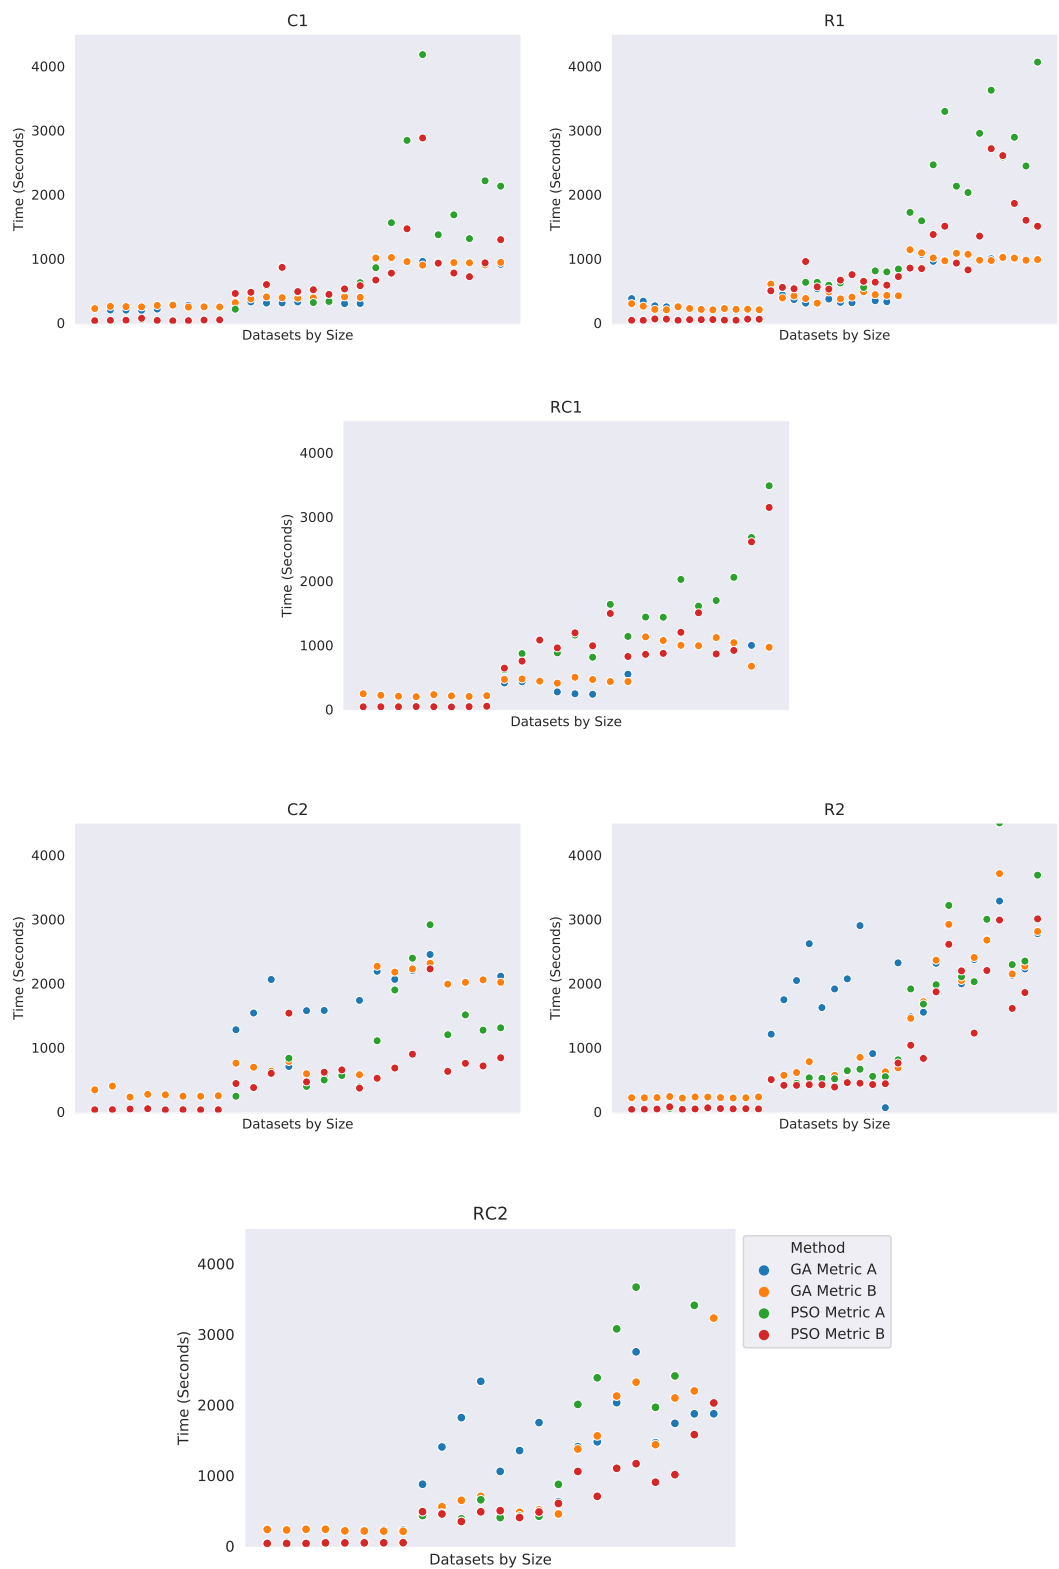 C1
4000
3000
2000
1000
0
Time (Seconds)
Datasets by Size
R1
4000
3000
2000
1000
0
Time (Seconds)
Datasets by Size
RC1
4000
3000
2000
1000
0
Time (Seconds)
Datasets by Size
C2
4000
3000
2000
1000
0
Time (Seconds)
Datasets by Size
R2
4000
3000
2000
1000
0
Time (Seconds)
Datasets by Size
RC2
4000
3000
2000
1000
0
Time (Seconds)
Datasets by Size
Method
GA Metric A
GA Metric B
PSO Metric A
PSO Metric B